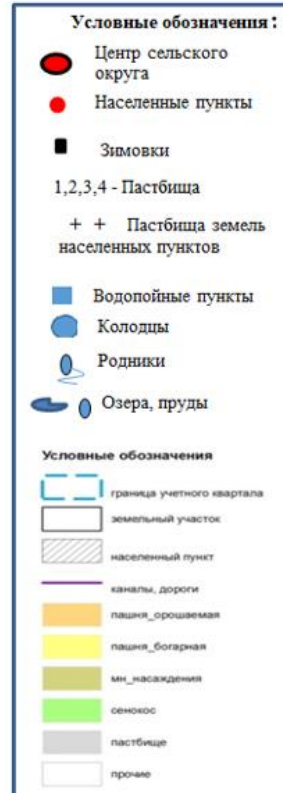 Условные обозначения:
Центр сельского
округа
Населенные пункты
Зимовки
1,2,3,4 - Пастбища
+ + Пастбища земель
населенных пунктов
Водопойные пункты
Колодцы
Родники
Озера, пруды
Условные обозначения
граница учетного квартала
земельный участок
населенный пункт
каналы, дороги
пашня_орошаемая
пашня_богарная
мн_насаждения
сенокос
пастбище
прочие